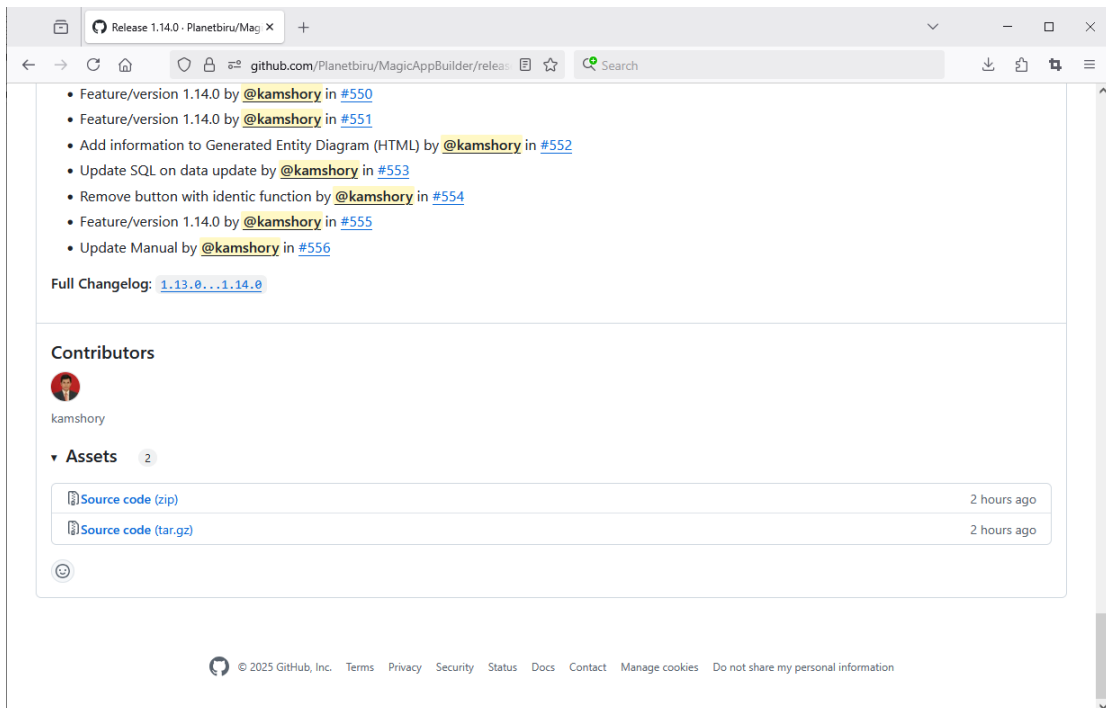 Release 1.14.0 · Planetbiru/Mag
github.com/Planetbiru/MagicAppBuilder/releas
Search
Feature/version 1.14.0 by @kamshory in #550
Feature/version 1.14.0 by @kamshory in #551
Add information to Generated Entity Diagram (HTML) by @kamshory in #552
Update SQL on data update by @kamshory in #553
Remove button with identic function by @kamshory in #554
Feature/version 1.14.0 by @kamshory in #555
Update Manual by @kamshory in #556
Full Changelog: 1.13.0...1.14.0
Contributors
kamshory
Assets 2
Source code (zip) 2 hours ago
Source code (tar.gz) 2 hours ago
© 2025 GitHub, Inc. Terms Privacy Security Status Docs Contact Manage cookies Do not share my personal information